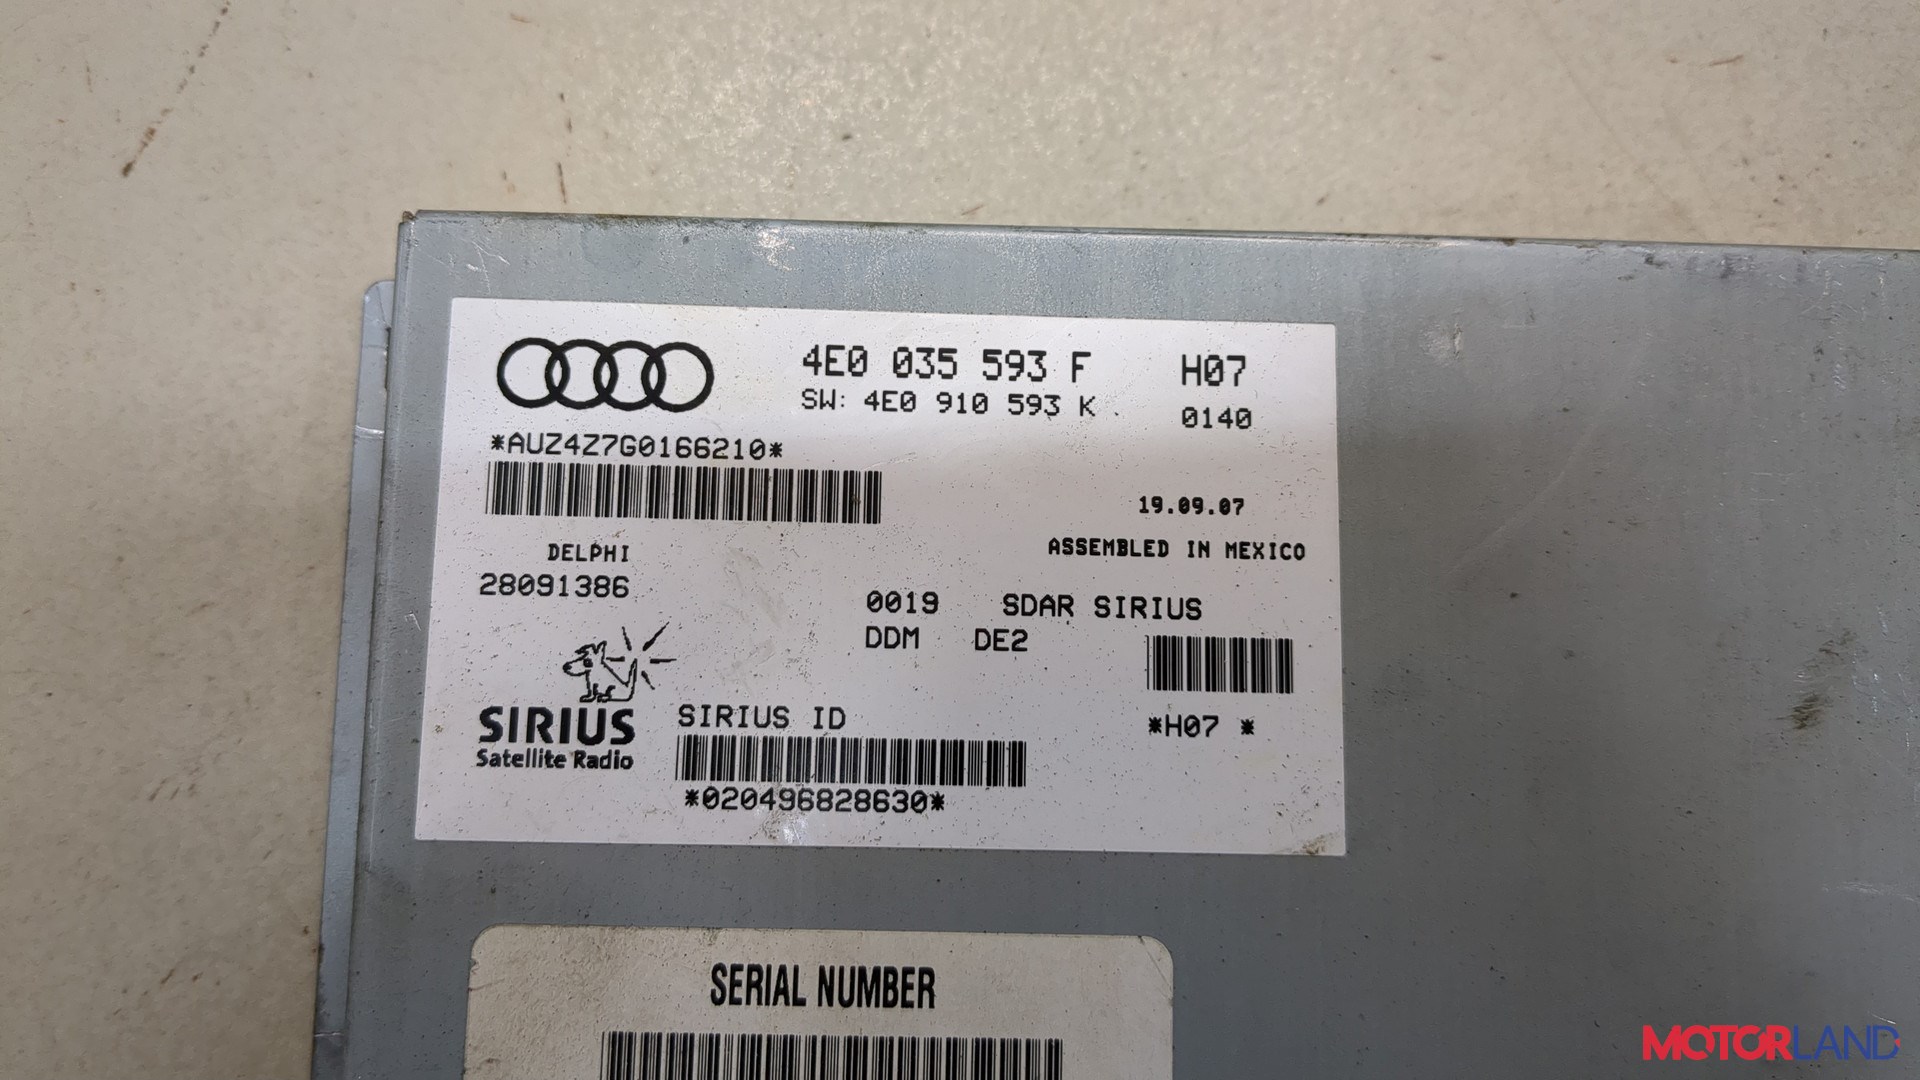 4E0 035 593 F H07
SW: 4E0 910 593 K 0140
*AUZ4Z7G0166210*
19.09.07
ASSEMBLED IN MEXICO
DELPHI
28091386
0019 SDAR SIRIUS
DDM DE2
SIRIUS
Satellite Radio
SIRIUS ID
*020496828630*
*H07 *
SERIAL NUMBER
MOTORLAND